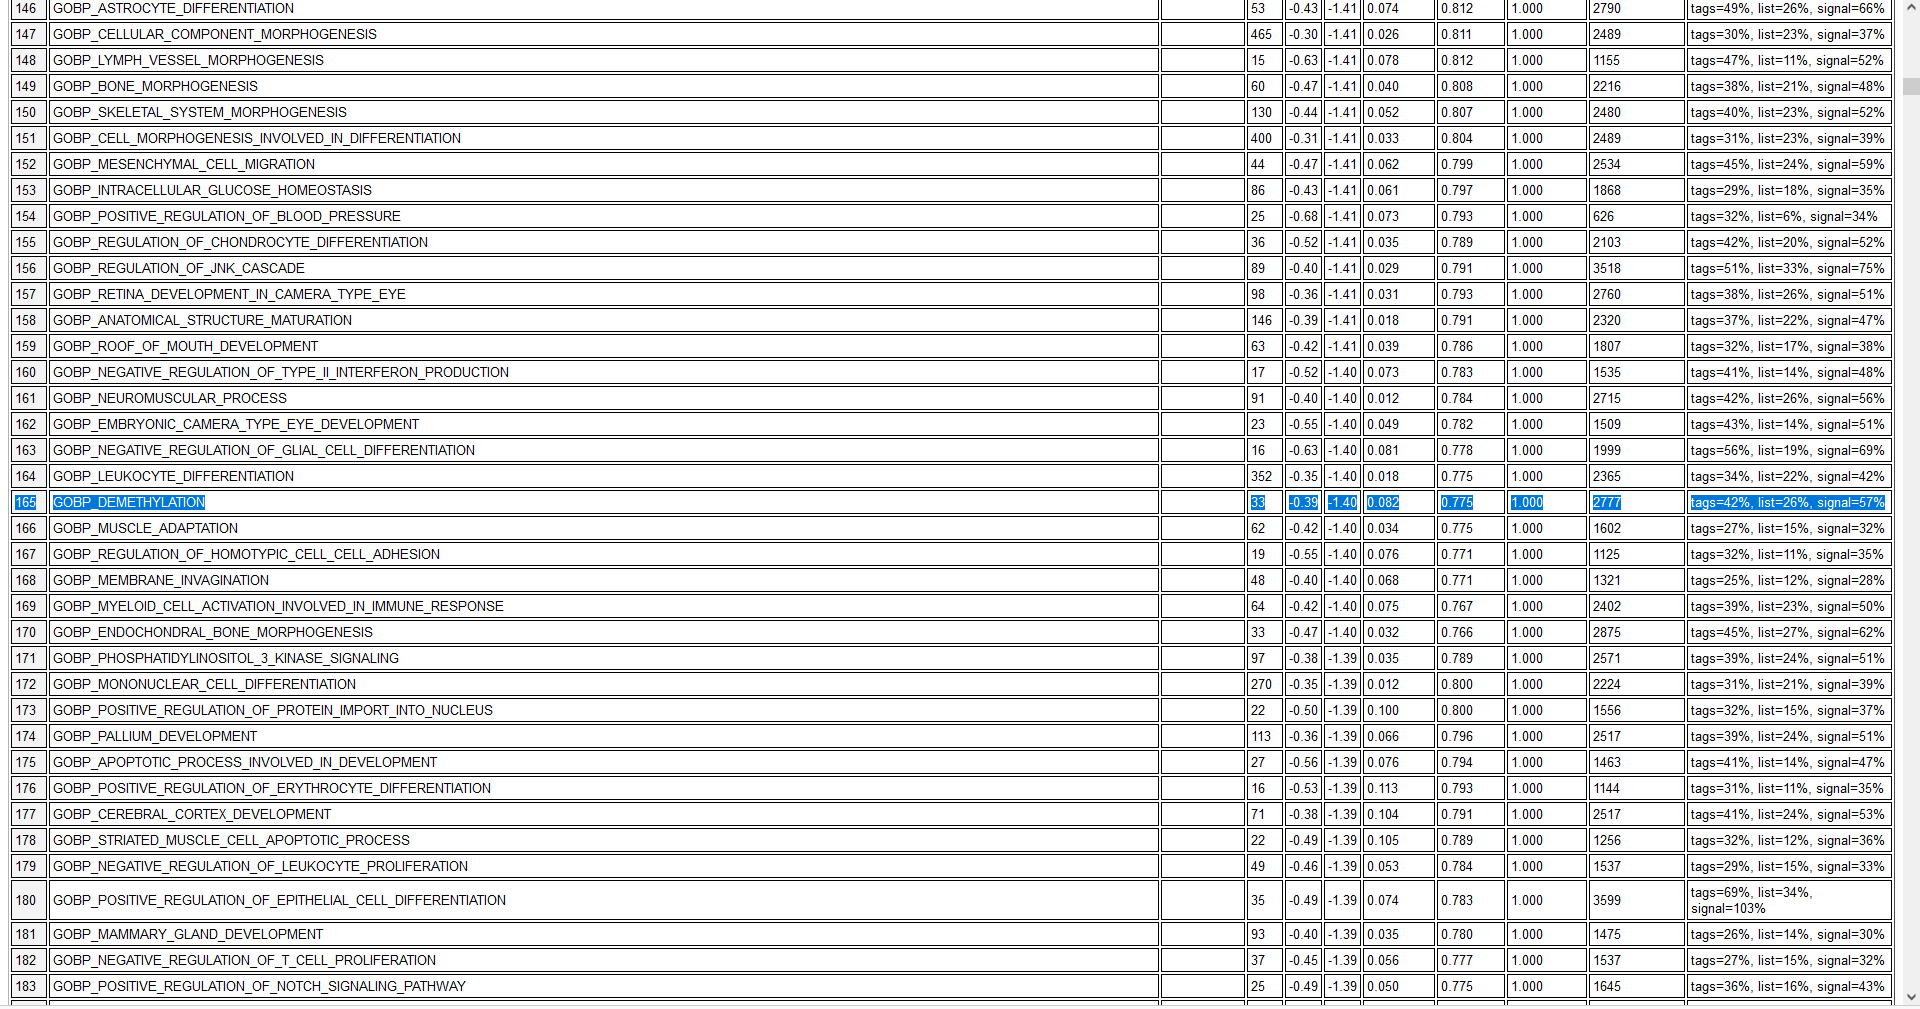 146 GOBP_ASTROCYTE_DIFFERENTIATION 53 -0.43 -1.41 0.074 0.812 1.000 2790 tags=49%, list=26%, signal=66%
147 GOBP_CELLULAR_COMPONENT_MORPHOGENESIS 465 -0.30 -1.41 0.026 0.811 1.000 2489 tags=30%, list=23%, signal=37%
148 GOBP_LYMPH_VESSEL_MORPHOGENESIS 15 -0.63 -1.41 0.078 0.812 1.000 1155 tags=47%, list=11%, signal=52%
149 GOBP_BONE_MORPHOGENESIS 60 -0.47 -1.41 0.040 0.808 1.000 2216 tags=38%, list=21%, signal=48%
150 GOBP_SKELETAL_SYSTEM_MORPHOGENESIS 130 -0.44 -1.41 0.052 0.807 1.000 2480 tags=40%, list=23%, signal=52%
151 GOBP_CELL_MORPHOGENESIS_INVOLVED_IN_DIFFERENTIATION 400 -0.31 -1.41 0.033 0.804 1.000 2489 tags=31%, list=23%, signal=39%
152 GOBP_MESENCHYMAL_CELL_MIGRATION 44 -0.47 -1.41 0.062 0.799 1.000 2534 tags=45%, list=24%, signal=59%
153 GOBP_INTRACELLULAR_GLUCOSE_HOMEOSTASIS 86 -0.43 -1.41 0.061 0.797 1.000 1868 tags=29%, list=18%, signal=35%
154 GOBP_POSITIVE_REGULATION_OF_BLOOD_PRESSURE 25 -0.68 -1.41 0.073 0.793 1.000 626 tags=32%, list=6%, signal=34%
155 GOBP_REGULATION_OF_CHONDROCYTE_DIFFERENTIATION 36 -0.52 -1.41 0.035 0.789 1.000 2103 tags=42%, list=20%, signal=52%
156 GOBP_REGULATION_OF_JNK_CASCADE 89 -0.40 -1.41 0.029 0.791 1.000 3518 tags=51%, list=33%, signal=75%
157 GOBP_RETINA_DEVELOPMENT_IN_CAMERA_TYPE_EYE 98 -0.36 -1.41 0.031 0.793 1.000 2760 tags=38%, list=26%, signal=51%
158 GOBP_ANATOMICAL_STRUCTURE_MATURATION 146 -0.39 -1.41 0.018 0.791 1.000 2320 tags=37%, list=22%, signal=47%
159 GOBP_ROOF_OF_MOUTH_DEVELOPMENT 63 -0.42 -1.41 0.039 0.786 1.000 1807 tags=32%, list=17%, signal=38%
160 GOBP_NEGATIVE_REGULATION_OF_TYPE_II_INTERFERON_PRODUCTION 17 -0.52 -1.40 0.073 0.783 1.000 1535 tags=41%, list=14%, signal=48%
161 GOBP_NEUROMUSCULAR_PROCESS 91 -0.40 -1.40 0.012 0.784 1.000 2715 tags=42%, list=26%, signal=56%
162 GOBP_EMBRYONIC_CAMERA_TYPE_EYE_DEVELOPMENT 23 -0.55 -1.40 0.049 0.782 1.000 1509 tags=43%, list=14%, signal=51%
163 GOBP_NEGATIVE_REGULATION_OF_GLIAL_CELL_DIFFERENTIATION 16 -0.63 -1.40 0.081 0.778 1.000 1999 tags=56%, list=19%, signal=69%
164 GOBP_LEUKOCYTE_DIFFERENTIATION 352 -0.35 -1.40 0.018 0.775 1.000 2365 tags=34%, list=22%, signal=42%
165 GOBP_DEMETHYLATION 33 -0.39 -1.40 0.082 0.775 1.000 2777 tags=42%, list=26%, signal=57%
166 GOBP_MUSCLE_ADAPTATION 62 -0.42 -1.40 0.034 0.775 1.000 1602 tags=27%, list=15%, signal=32%
167 GOBP_REGULATION_OF_HOMOTYPIC_CELL_CELL_ADHESION 19 -0.55 -1.40 0.076 0.771 1.000 1125 tags=32%, list=11%, signal=35%
168 GOBP_MEMBRANE_INVAGINATION 48 -0.40 -1.40 0.068 0.771 1.000 1321 tags=25%, list=12%, signal=28%
169 GOBP_MYELOID_CELL_ACTIVATION_INVOLVED_IN_IMMUNE_RESPONSE 64 -0.42 -1.40 0.075 0.767 1.000 2402 tags=39%, list=23%, signal=50%
170 GOBP_ENDOCHONDRAL_BONE_MORPHOGENESIS 33 -0.47 -1.40 0.032 0.766 1.000 2875 tags=45%, list=27%, signal=62%
171 GOBP_PHOSPHATIDYLINOSITOL_3_KINASE_SIGNALING 97 -0.38 -1.39 0.035 0.789 1.000 2571 tags=39%, list=24%, signal=51%
172 GOBP_MONONUCLEAR_CELL_DIFFERENTIATION 270 -0.35 -1.39 0.012 0.800 1.000 2224 tags=31%, list=21%, signal=39%
173 GOBP_POSITIVE_REGULATION_OF_PROTEIN_IMPORT_INTO_NUCLEUS 22 -0.50 -1.39 0.100 0.800 1.000 1556 tags=32%, list=15%, signal=37%
174 GOBP_PALLIUM_DEVELOPMENT 113 -0.36 -1.39 0.066 0.796 1.000 2517 tags=39%, list=24%, signal=51%
175 GOBP_APOPTOTIC_PROCESS_INVOLVED_IN_DEVELOPMENT 27 -0.56 -1.39 0.076 0.794 1.000 1463 tags=41%, list=14%, signal=47%
176 GOBP_POSITIVE_REGULATION_OF_ERYTHROCYTE_DIFFERENTIATION 16 -0.53 -1.39 0.113 0.793 1.000 1144 tags=31%, list=11%, signal=35%
177 GOBP_CEREBRAL_CORTEX_DEVELOPMENT 71 -0.38 -1.39 0.104 0.791 1.000 2517 tags=41%, list=24%, signal=53%
178 GOBP_STRIATED_MUSCLE_CELL_APOPTOTIC_PROCESS 22 -0.49 -1.39 0.105 0.789 1.000 1256 tags=32%, list=12%, signal=36%
179 GOBP_NEGATIVE_REGULATION_OF_LEUKOCYTE_PROLIFERATION 49 -0.46 -1.39 0.053 0.784 1.000 1537 tags=29%, list=15%, signal=33%
180 GOBP_POSITIVE_REGULATION_OF_EPITHELIAL_CELL_DIFFERENTIATION 35 -0.49 -1.39 0.074 0.783 1.000 3599 tags=69%, list=34%,
signal=103%
181 GOBP_MAMMARY_GLAND_DEVELOPMENT 93 -0.40 -1.39 0.035 0.780 1.000 1475 tags=26%, list=14%, signal=30%
182 GOBP_NEGATIVE_REGULATION_OF_T_CELL_PROLIFERATION 37 -0.45 -1.39 0.056 0.777 1.000 1537 tags=27%, list=15%, signal=32%
183 GOBP_POSITIVE_REGULATION_OF_NOTCH_SIGNALING_PATHWAY 25 -0.49 -1.39 0.050 0.775 1.000 1645 tags=36%, list=16%, signal=43%